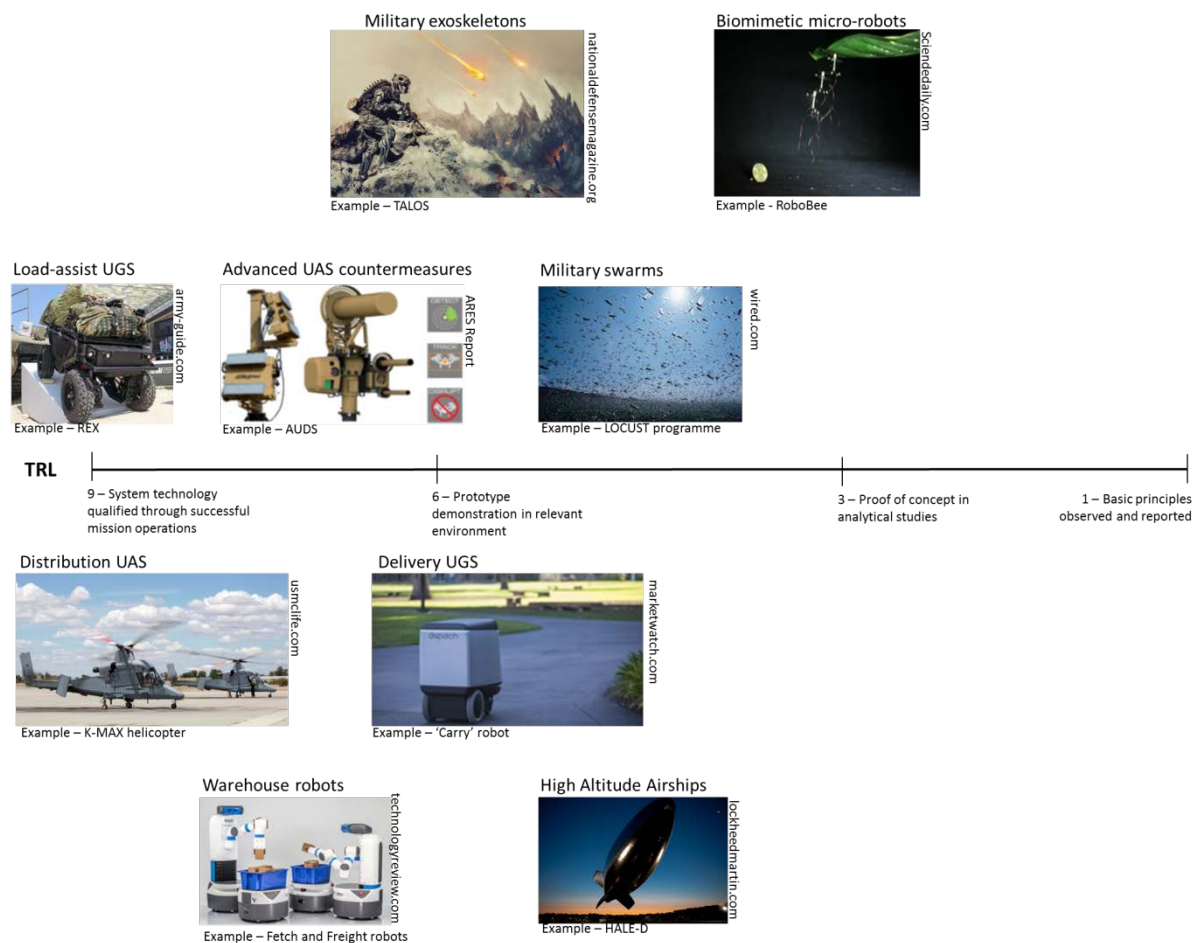 Military exoskeletons
nationaldefensemagazine.org
Example – TALOS
Biomimetic micro-robots
Sciendedaily.com
Example - RoboBee
Load-assist UGS
army-guide.com
Example – REX
Advanced UAS countermeasures
DETECT
TRACK
ARES Report
Example – AUDS
Military swarms
wired.com
Example – LOCUST programme
TRL
9 – System technology
qualified through successful
mission operations
6 – Prototype
demonstration in relevant
environment
3 – Proof of concept in
analytical studies
1 – Basic principles
observed and reported
Distribution UAS
usmclife.com
Example – K-MAX helicopter
Delivery UGS
dispatch
marketwatch.com
Example – ‘Carry’ robot
Warehouse robots
technologyreview.com
Example – Fetch and Freight robots
High Altitude Airships
lockheedmartin.com
Example – HALE-D